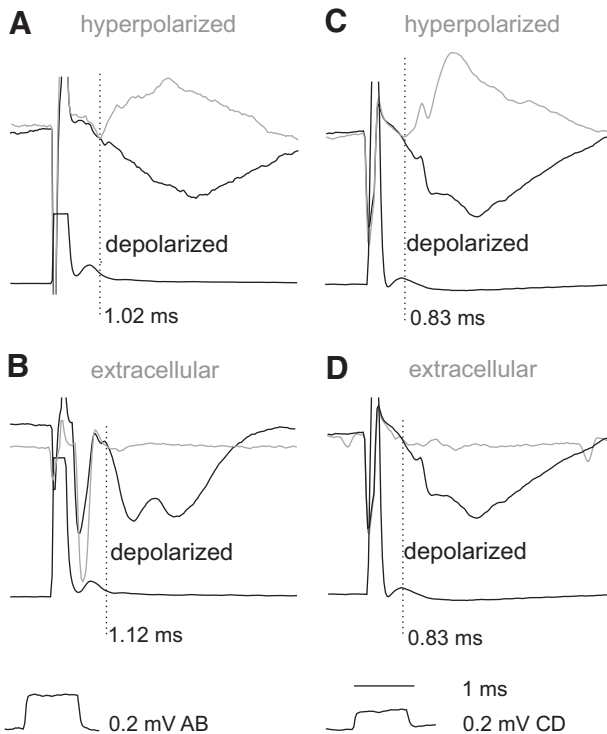 A hyperpolarized
depolarized
1.02 ms
B extracellular
depolarized
1.12 ms
0.2 mV AB
C hyperpolarized
depolarized
0.83 ms
D extracellular
depolarized
0.83 ms
1 ms
0.2 mV CD